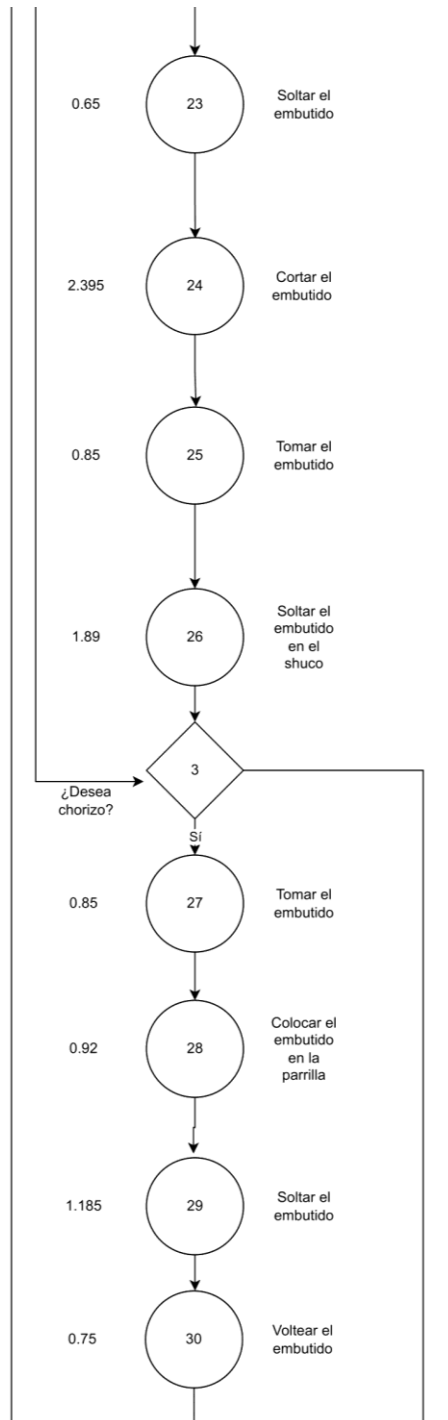 0.65
23
Soltar el
embutido
2.395
24
Cortar el
embutido
0.85
25
Tomar el
embutido
1.89
26
Soltar el
embutido
en el
shuco
3
¿Desea
chorizo?
Sí
0.85
27
Tomar el
embutido
0.92
28
Colocar el
embutido
en la
parrilla
1.185
29
Soltar el
embutido
0.75
30
Voltear el
embutido